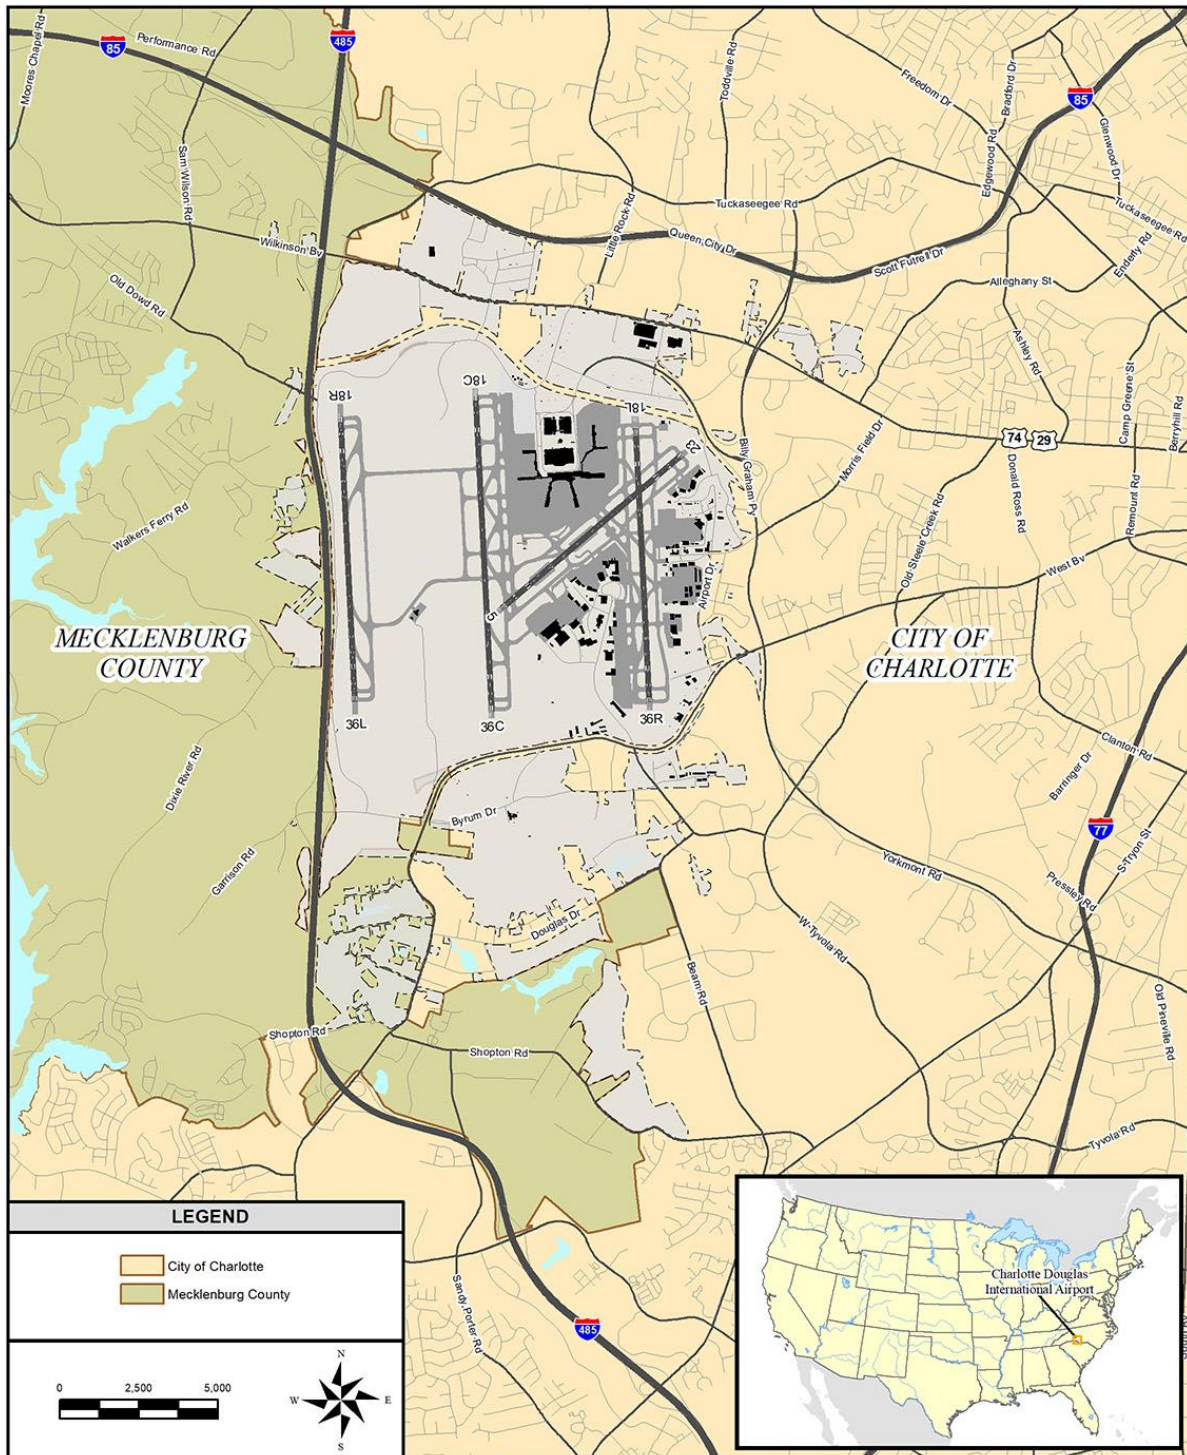 Moores Chapel Rd
85
Performance Rd
485
Toddville Rd
Freedom Dr
Bradford Dr
85
Glenwood Dr
Edgewood Rd
Sam Wilson Rd
Little Rock Rd
Tuckaseegee Rd
Tuckaseegee Rd
Wilkinson Bv
Queen City Dr
Scott Futrell Dr
Enderly Rd
Alleghany St
Old Dowd Rd
Ashley Rd
Camp Greene St
Berryhill Rd
18R
18C
18L
23
Billy Graham Py
Morris Field Dr
74
29
Donald Ross Rd
Remount Rd
Walkers Ferry Rd
Old Steele Creek Rd
West Bv
Airport Dr
5
MECKLENBURG
COUNTY
CITY OF
CHARLOTTE
36L
36C
36R
Clanton Rd
Barringer Dr
Dixie River Rd
Byrum Dr
77
S Tryon St
Garrison Rd
Yorkmont Rd
Pressley Rd
Douglas Dr
W Tyvola Rd
Beam Rd
Old Pineville Rd
Shopton Rd
Shopton Rd
Tyvola Rd
Sandy Porter Rd
485
LEGEND
City of Charlotte
Mecklenburg County
0
2,500
5,000
N
W
E
S
Charlotte Douglas
International Airport